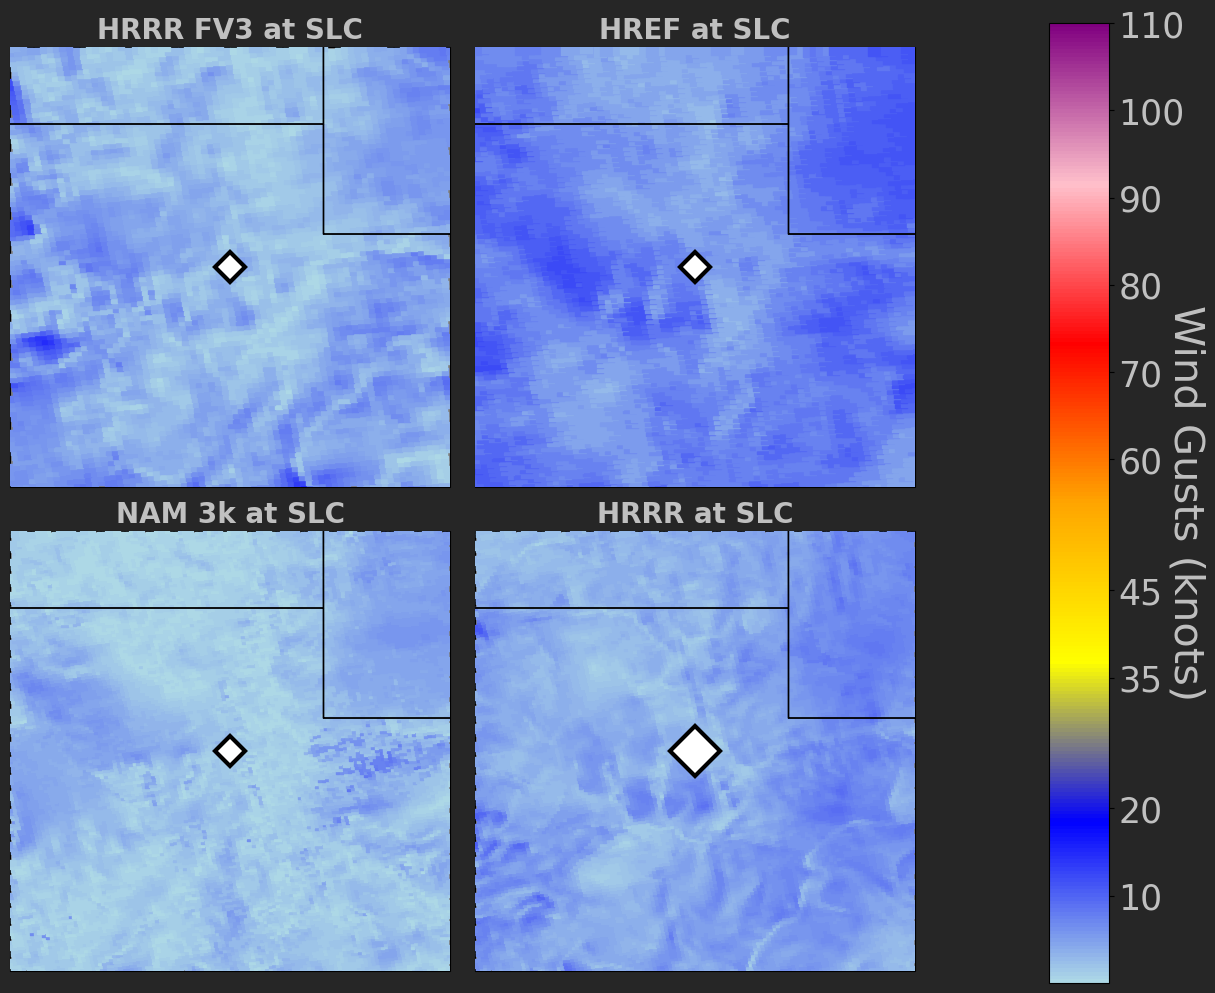 HRRR FV3 at SLC
HREF at SLC
NAM 3k at SLC
HRRR at SLC
110
100
90
80
70
60
45
35
20
10
Wind Gusts (knots)